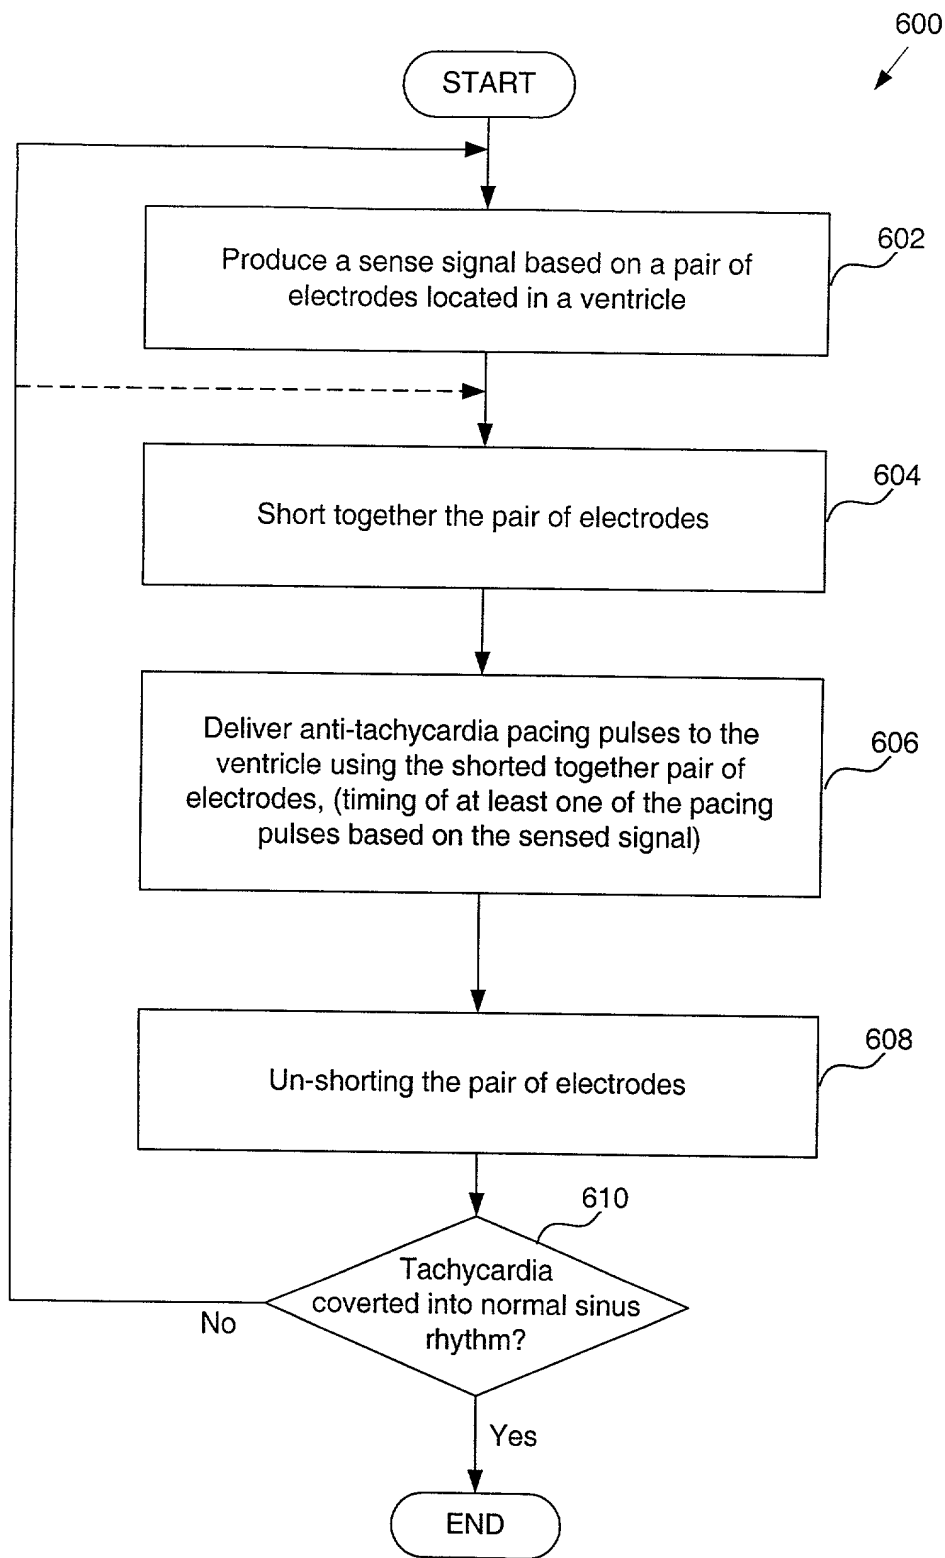 600
START
Produce a sense signal based on a pair of
electrodes located in a ventricle
602
Short together the pair of electrodes
604
Deliver anti-tachycardia pacing pulses to the
ventricle using the shorted together pair of
electrodes, (timing of at least one of the pacing
pulses based on the sensed signal)
606
Un-shorting the pair of electrodes
608
610
Tachycardia
coverted into normal sinus
rhythm?
No
Yes
END